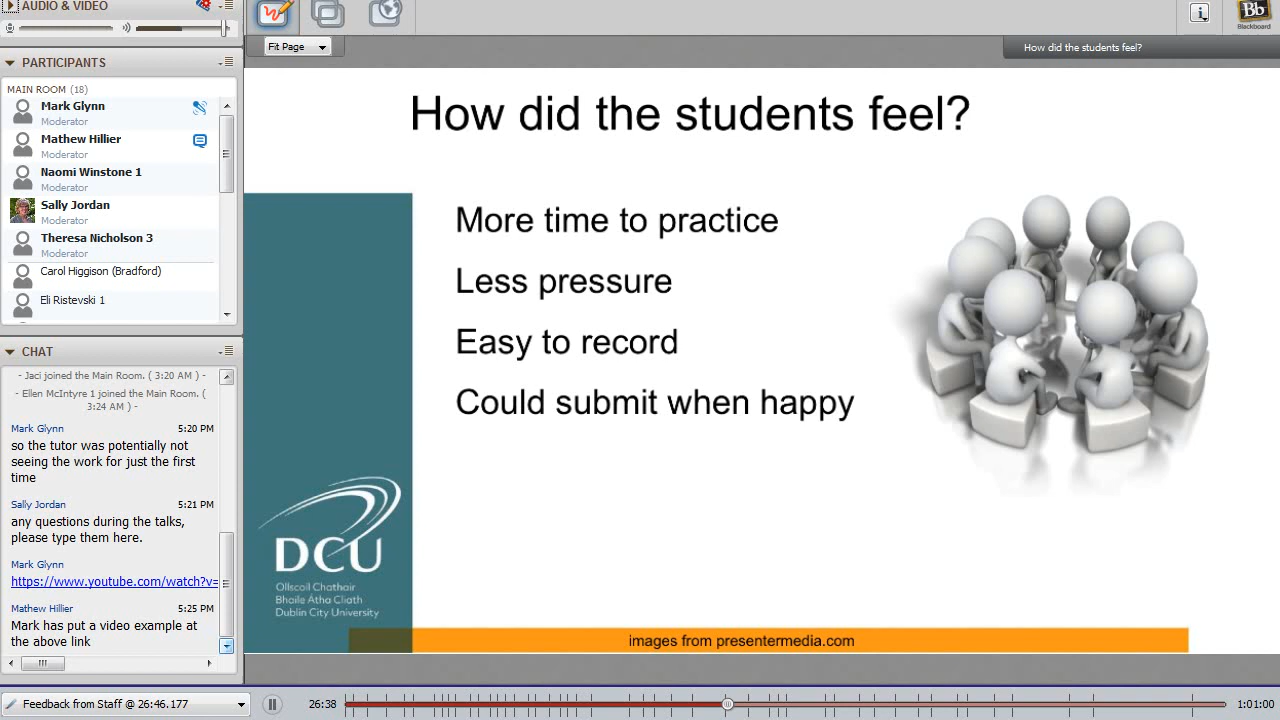 AUDIO & VIDEO
PARTICIPANTS
MAIN ROOM (18)
Mark Glynn
Moderator
Mathew Hillier
Moderator
Naomi Winstone 1
Moderator
Sally Jordan
Moderator
Theresa Nicholson 3
Moderator
Carol Higgison (Bradford)
Eli Ristevski 1
CHAT
- Jaci joined the Main Room. ( 3:20 AM ) -
- Ellen McIntyre 1 joined the Main Room. (
3:24 AM ) -
Mark Glynn 5:20 PM
so the tutor was potentially not
seeing the work for just the first
time
Sally Jordan 5:21 PM
any questions during the talks,
please type them here.
Mark Glynn
https://www.youtube.com/watch?v=
Mathew Hillier 5:25 PM
Mark has put a video example at
the above link
Fit Page
How did the students feel?
Bb
Blackboard
How did the students feel?
More time to practice
Less pressure
Easy to record
Could submit when happy
DCU
Ollscoil Chathair
Bhaile Átha Cliath
Dublin City University
images from presentermedia.com
Feedback from Staff @ 26:46.177
26:38
1:01:00